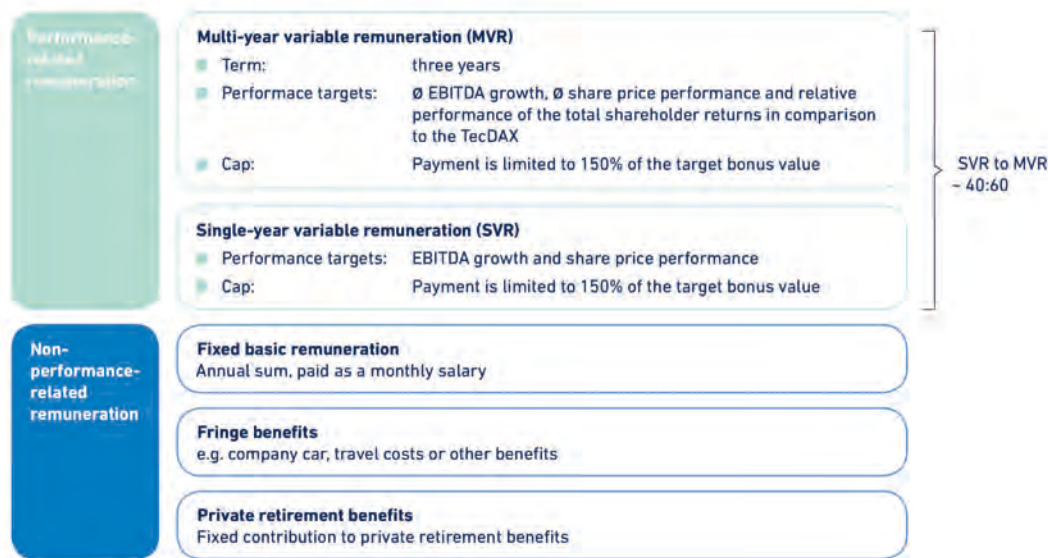 Performance-
related
remuneration
Multi-year variable remuneration (MVR)
Term: three years
Performace targets: Ø EBITDA growth, Ø share price performance and relative
performance of the total shareholder returns in comparison
to the TecDAX
Cap: Payment is limited to 150% of the target bonus value
SVR to MVR
~ 40:60
Single-year variable remuneration (SVR)
Performance targets: EBITDA growth and share price performance
Cap: Payment is limited to 150% of the target bonus value
Non-
performance-
related
remuneration
Fixed basic remuneration
Annual sum, paid as a monthly salary
Fringe benefits
e.g. company car, travel costs or other benefits
Private retirement benefits
Fixed contribution to private retirement benefits